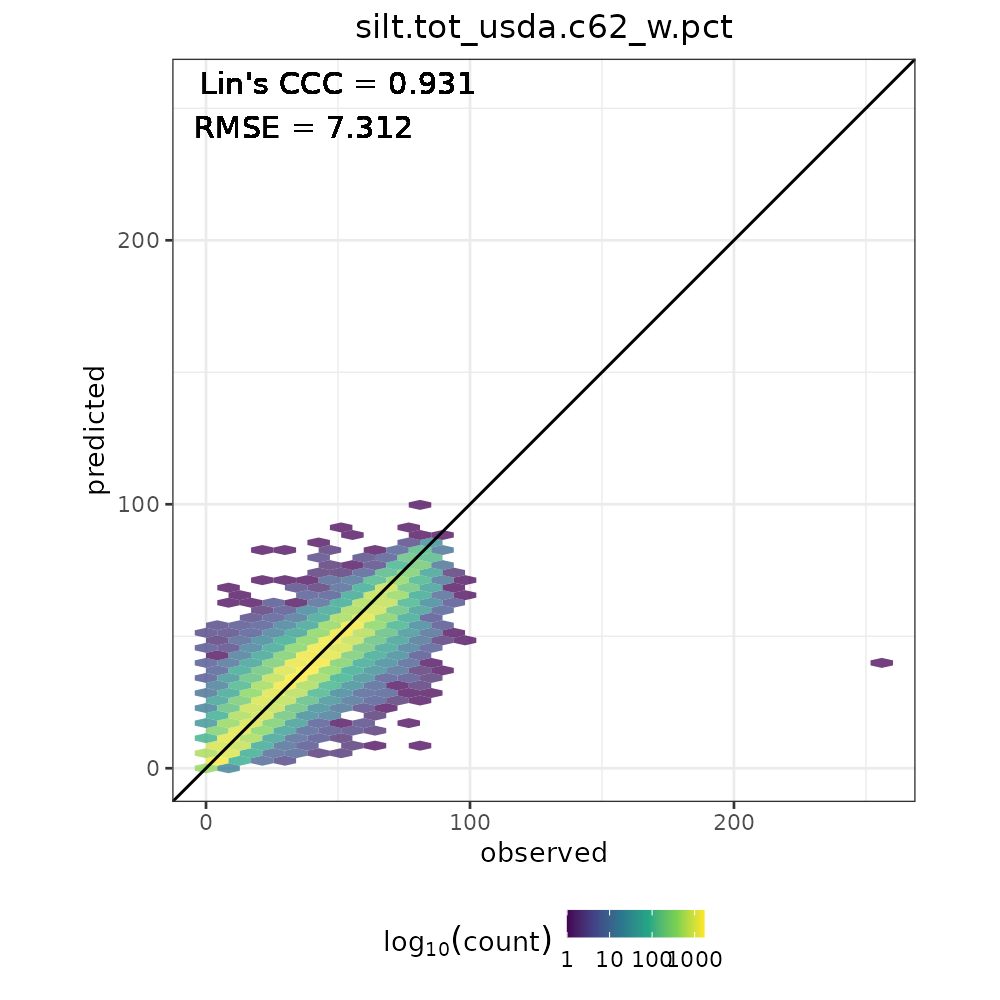 silt.tot_usda.c62_w.pct
Lin's CCC = 0.931
RMSE = 7.312
predicted
200
100
0
0 100 200
observed
log10(count)
1 10 100 1000